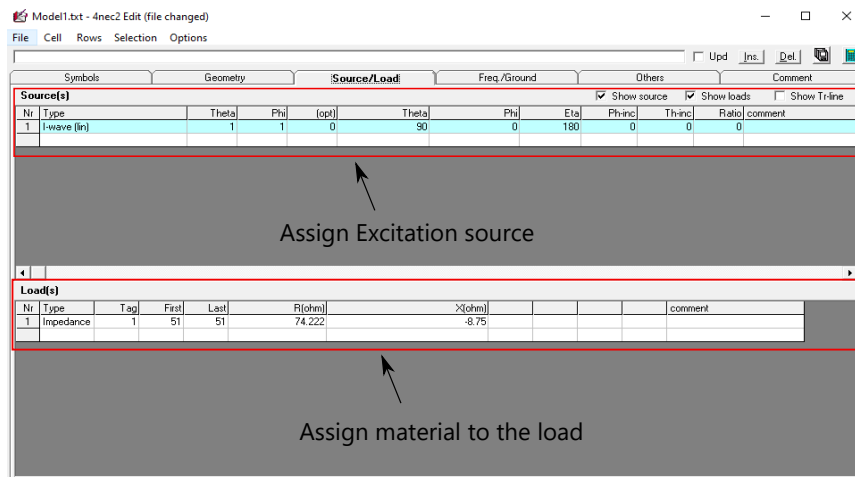 Model1.txt - 4nec2 Edit (file changed)
File Cell Rows Selection Options
Upd Ins. Del.
Symbols Geometry Source/Load Freq./Ground Others Comment
Source(s) Show source Show loads Show Tr-line
Nr Type Theta Phi (opt) Theta Phi Eta Ph-inc Th-inc Ratio comment
1 I-wave (lin) 1 1 0 90 0 180 0 0 0
Assign Excitation source
Load(s)
Nr Type Tag First Last R(ohm) X(ohm) comment
1 Impedance 1 51 51 74.222 -8.75
Assign material to the load